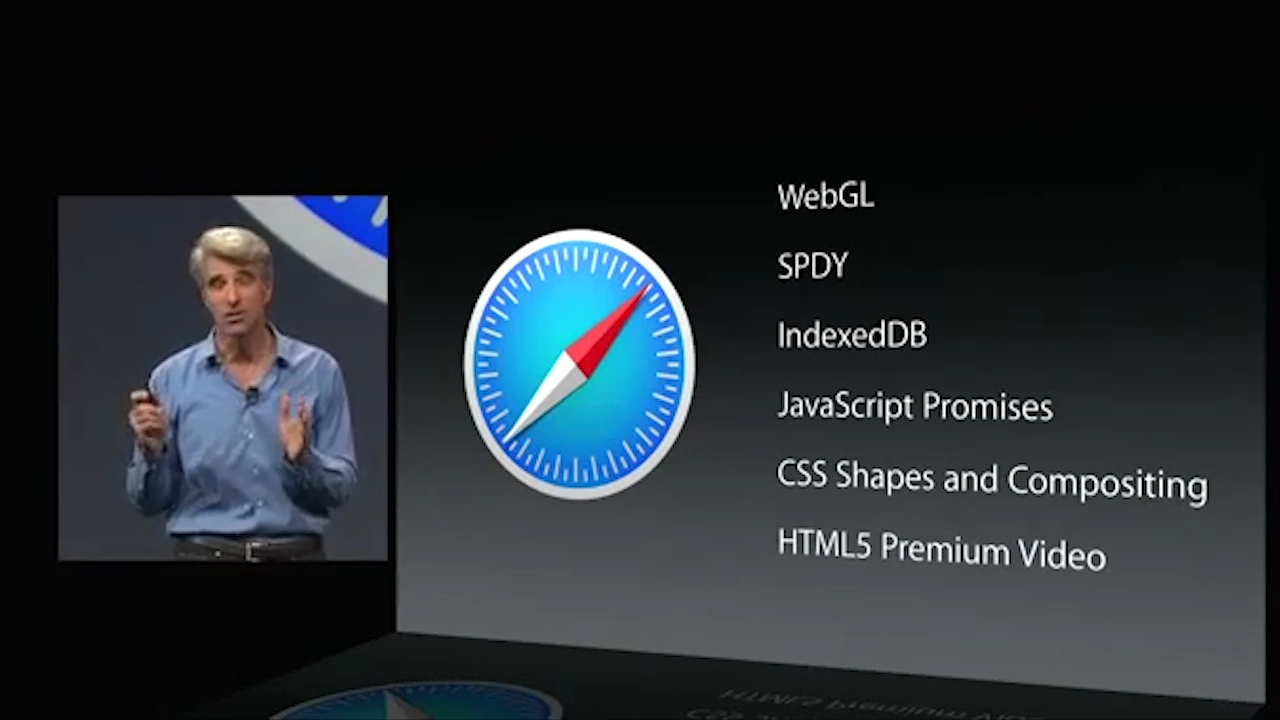 WebGL
SPDY
IndexedDB
JavaScript Promises
CSS Shapes and Compositing
HTML5 Premium Video